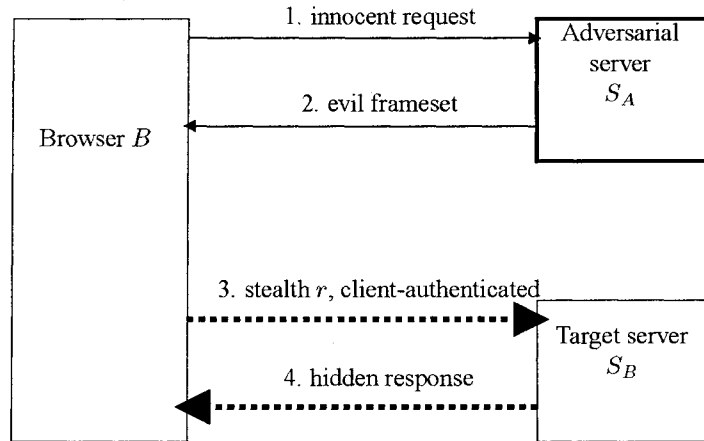 1. innocent request
Adversarial
server
S_A
2. evil frameset
Browser B
3. stealth r, client-authenticated
Target server
S_B
4. hidden response